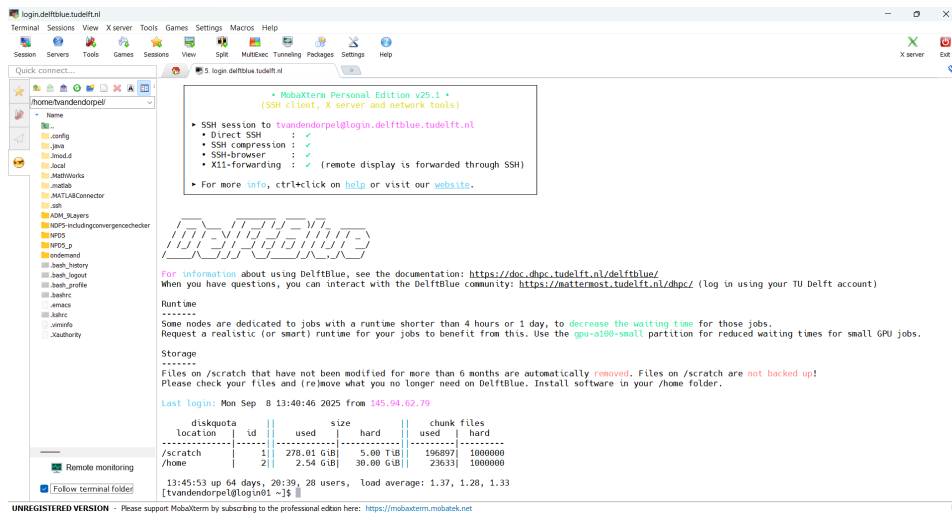 login.delftblue.tudelft.nl
Terminal Sessions View X server Tools Games Settings Macros Help
Session Servers Tools Games Sessions View Split MultiExec Tunneling Packages Settings Help X server Exit
Quick connect...
5. login.delftblue.tudelft.nl
/home/tvandendorpel/
Name
..
.config
.java
.lmod.d
.local
.MathWorks
.matlab
.MATLABConnector
.ssh
ADM_9Layers
NDP5-includingconvergencechecker
NPD5
NPD5_p
ondemand
.bash_history
.bash_logout
.bash_profile
.bashrc
.emacs
.kshrc
.viminfo
.Xauthority
Remote monitoring
Follow terminal folder
• MobaXterm Personal Edition v25.1 •
(SSH client, X server and network tools)
► SSH session to tvandendorpel@login.delftblue.tudelft.nl
• Direct SSH : ✓
• SSH compression : ✓
• SSH-browser : ✓
• X11-forwarding : ✓ (remote display is forwarded through SSH)
► For more info, ctrl+click on help or visit our website.
For information about using DelftBlue, see the documentation: https://doc.dhpc.tudelft.nl/delftblue/
When you have questions, you can interact with the DelftBlue community: https://mattermost.tudelft.nl/dhpc/ (log in using your TU Delft account)
Runtime
-------
Some nodes are dedicated to jobs with a runtime shorter than 4 hours or 1 day, to decrease the waiting time for those jobs.
Request a realistic (or smart) runtime for your jobs to benefit from this. Use the gpu-a100-small partition for reduced waiting times for small GPU jobs.
Storage
-------
Files on /scratch that have not been modified for more than 6 months are automatically removed. Files on /scratch are not backed up!
Please check your files and (re)move what you no longer need on DelftBlue. Install software in your /home folder.
Last login: Mon Sep 8 13:40:46 2025 from 145.94.62.79
diskquota || size || chunk files
location | id || used | hard || used | hard
--------------|------||------------|------------||---------|---------
/scratch | 1|| 278.01 GiB| 5.00 TiB|| 196897| 1000000
/home | 2|| 2.54 GiB| 30.00 GiB|| 23633| 1000000
13:45:53 up 64 days, 20:39, 28 users, load average: 1.37, 1.28, 1.33
[tvandendorpel@login01 ~]$
UNREGISTERED VERSION - Please support MobaXterm by subscribing to the professional edition here: https://mobaxterm.mobatek.net